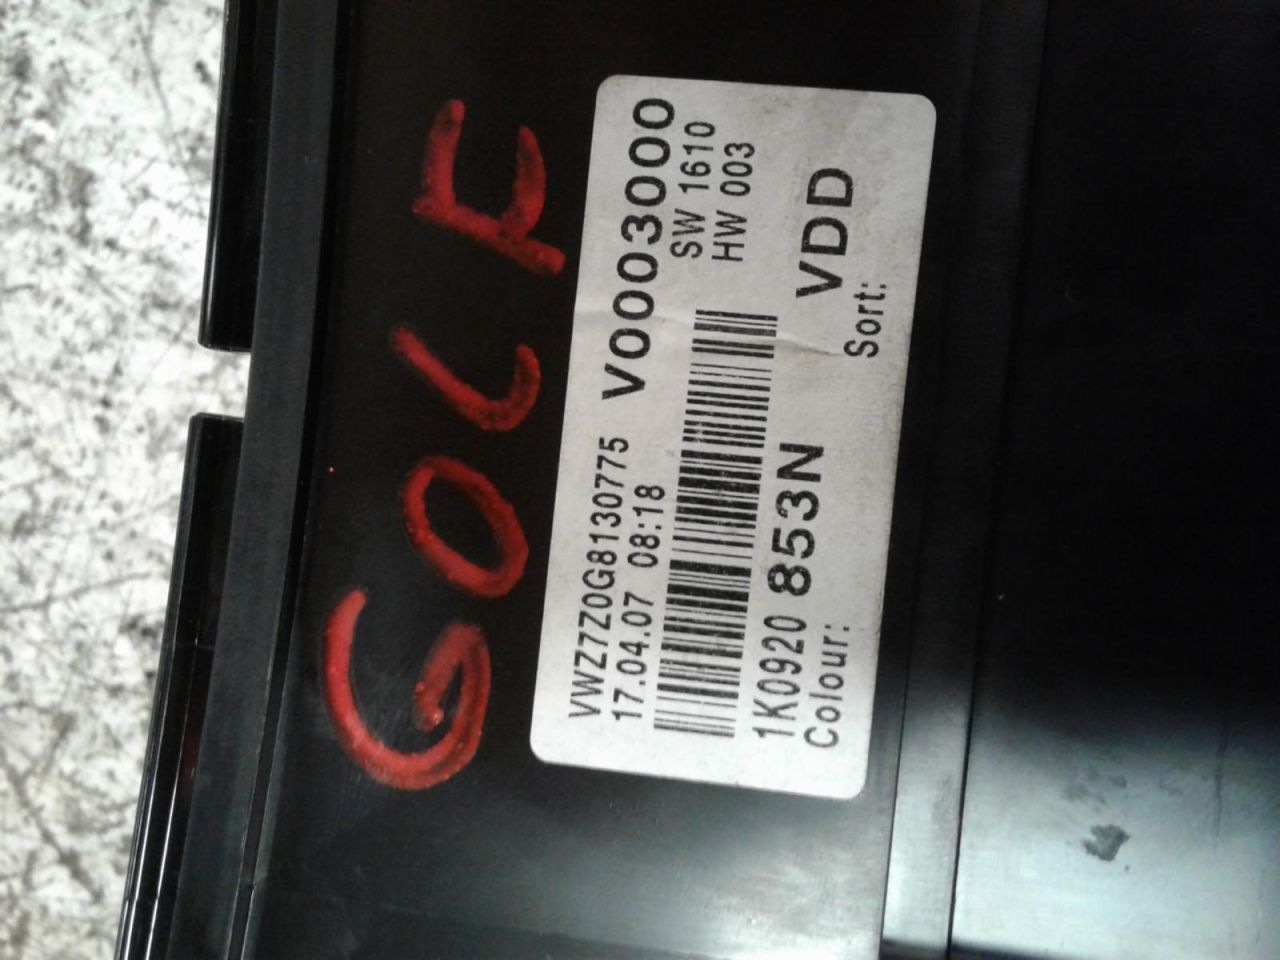 GOLF
VWZ7Z0G8130775 V0003000
17.04.07 08:18 SW 1610
HW 003
1K0920 853N VDD
Colour: Sort: